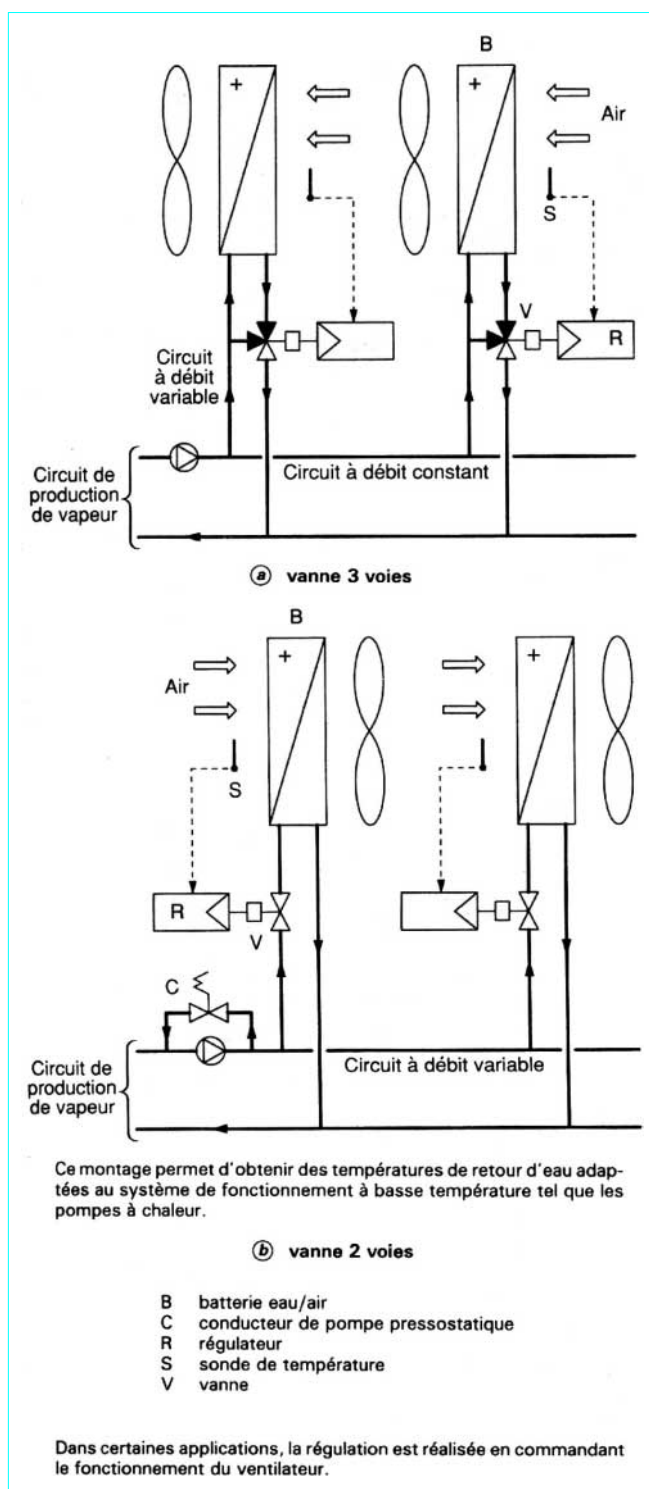 B
+
+
Air
S
V
R
Circuit
à débit
variable
Circuit de
production
de vapeur
Circuit à débit constant
a vanne 3 voies
B
+
+
Air
S
R
V
C
Circuit de
production
de vapeur
Circuit à débit variable
Ce montage permet d'obtenir des températures de retour d'eau adap-
tées au système de fonctionnement à basse température tel que les
pompes à chaleur.
b vanne 2 voies
B batterie eau/air
C conducteur de pompe pressostatique
R régulateur
S sonde de température
V vanne
Dans certaines applications, la régulation est réalisée en commandant
le fonctionnement du ventilateur.